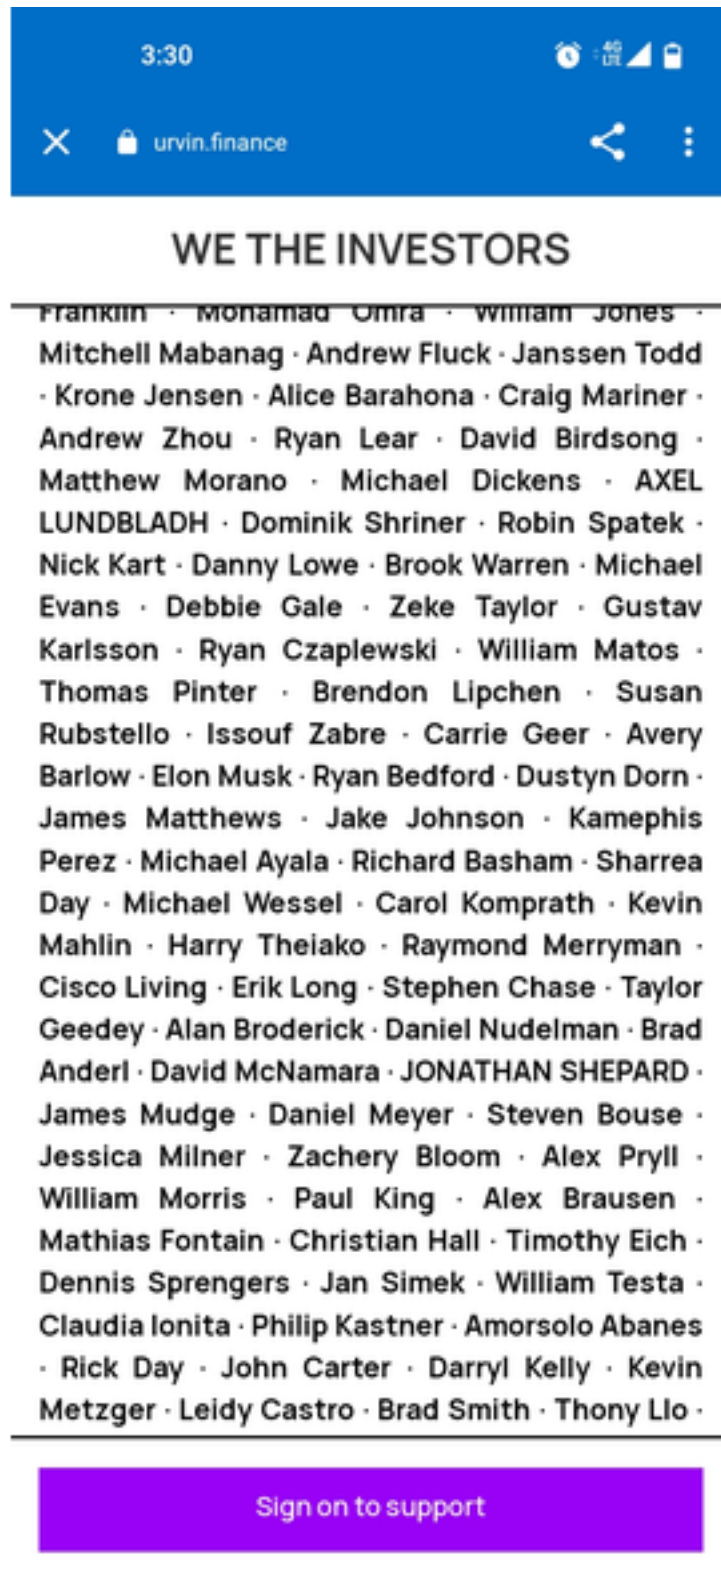 3:30
4G
LTE
urvin.finance
WE THE INVESTORS
Franklin · Mohamad Omra · William Jones ·
Mitchell Mabanag · Andrew Fluck · Janssen Todd
· Krone Jensen · Alice Barahona · Craig Mariner ·
Andrew Zhou · Ryan Lear · David Birdsong ·
Matthew Morano · Michael Dickens · AXEL
LUNDBLADH · Dominik Shriner · Robin Spatek ·
Nick Kart · Danny Lowe · Brook Warren · Michael
Evans · Debbie Gale · Zeke Taylor · Gustav
Karlsson · Ryan Czaplewski · William Matos ·
Thomas Pinter · Brendon Lipchen · Susan
Rubstello · Issouf Zabre · Carrie Geer · Avery
Barlow · Elon Musk · Ryan Bedford · Dustyn Dorn ·
James Matthews · Jake Johnson · Kamephis
Perez · Michael Ayala · Richard Basham · Sharrea
Day · Michael Wessel · Carol Komprath · Kevin
Mahlin · Harry Theiako · Raymond Merryman ·
Cisco Living · Erik Long · Stephen Chase · Taylor
Geedey · Alan Broderick · Daniel Nudelman · Brad
Anderl · David McNamara · JONATHAN SHEPARD ·
James Mudge · Daniel Meyer · Steven Bouse ·
Jessica Milner · Zachery Bloom · Alex Pryll ·
William Morris · Paul King · Alex Brausen ·
Mathias Fontain · Christian Hall · Timothy Eich ·
Dennis Sprengers · Jan Simek · William Testa ·
Claudia Ionita · Philip Kastner · Amorsolo Abanes
· Rick Day · John Carter · Darryl Kelly · Kevin
Metzger · Leidy Castro · Brad Smith · Thony Llo ·
Sign on to support